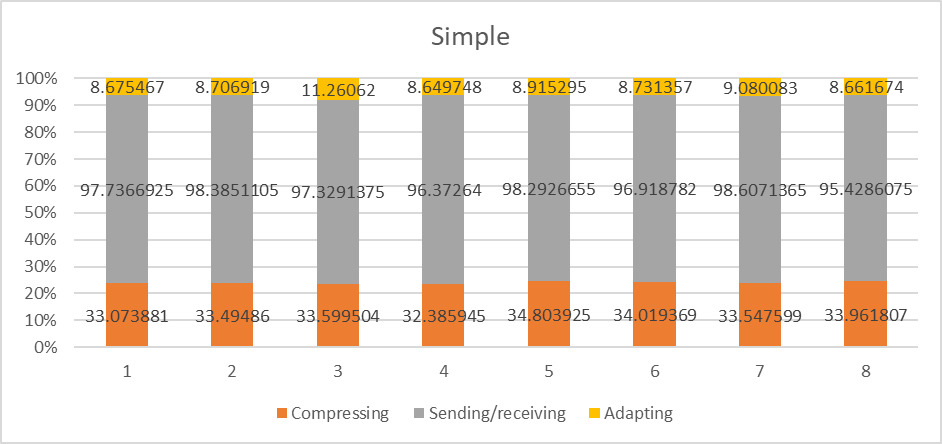 Simple
100%
90%
80%
70%
60%
50%
40%
30%
20%
10%
0%
8.675467 8.706919 11.26062 8.649748 8.915295 8.731357 9.080083 8.661674
97.7366925 98.3851105 97.3291375 96.37264 98.2926655 96.918782 98.6071365 95.4286075
33.073881 33.49486 33.599504 32.385945 34.803925 34.019369 33.547599 33.961807
1 2 3 4 5 6 7 8
Compressing Sending/receiving Adapting